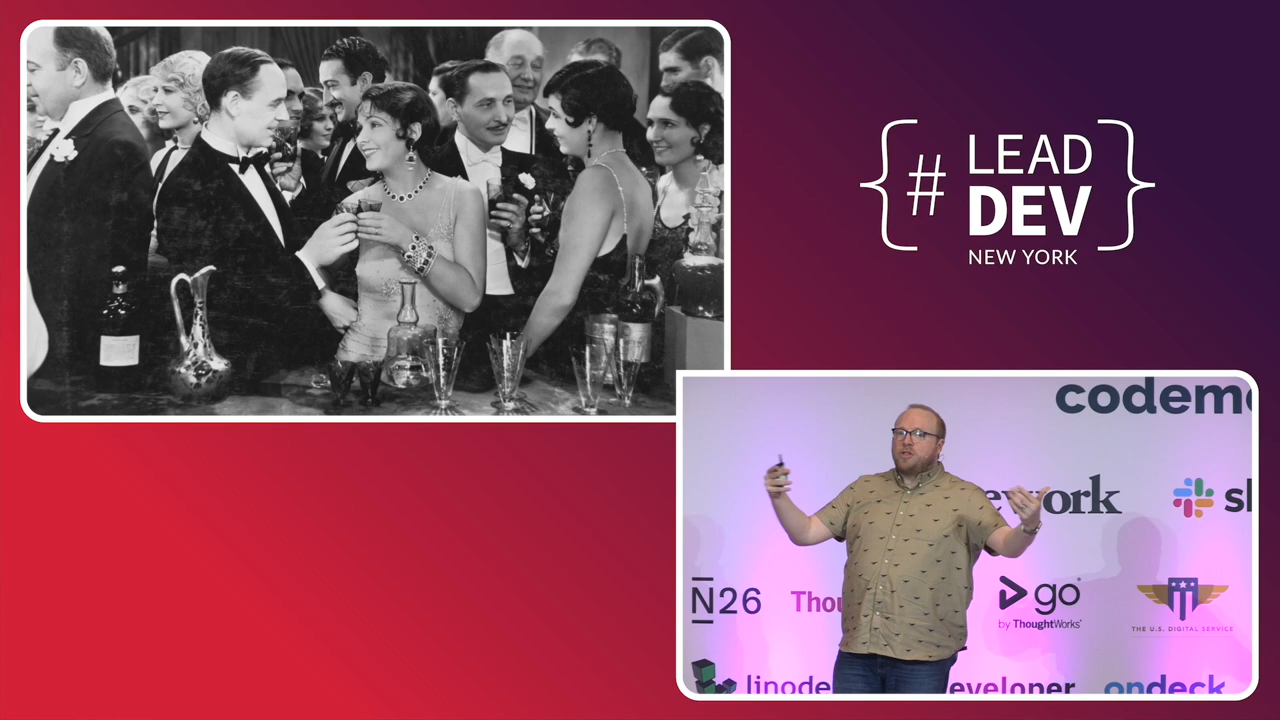 { # LEAD
DEV }
NEW YORK
codem
ework
sl
N26
Thou
go
by ThoughtWorks
THE U.S. DIGITAL SERVICE
linode
eveloper
ondeck